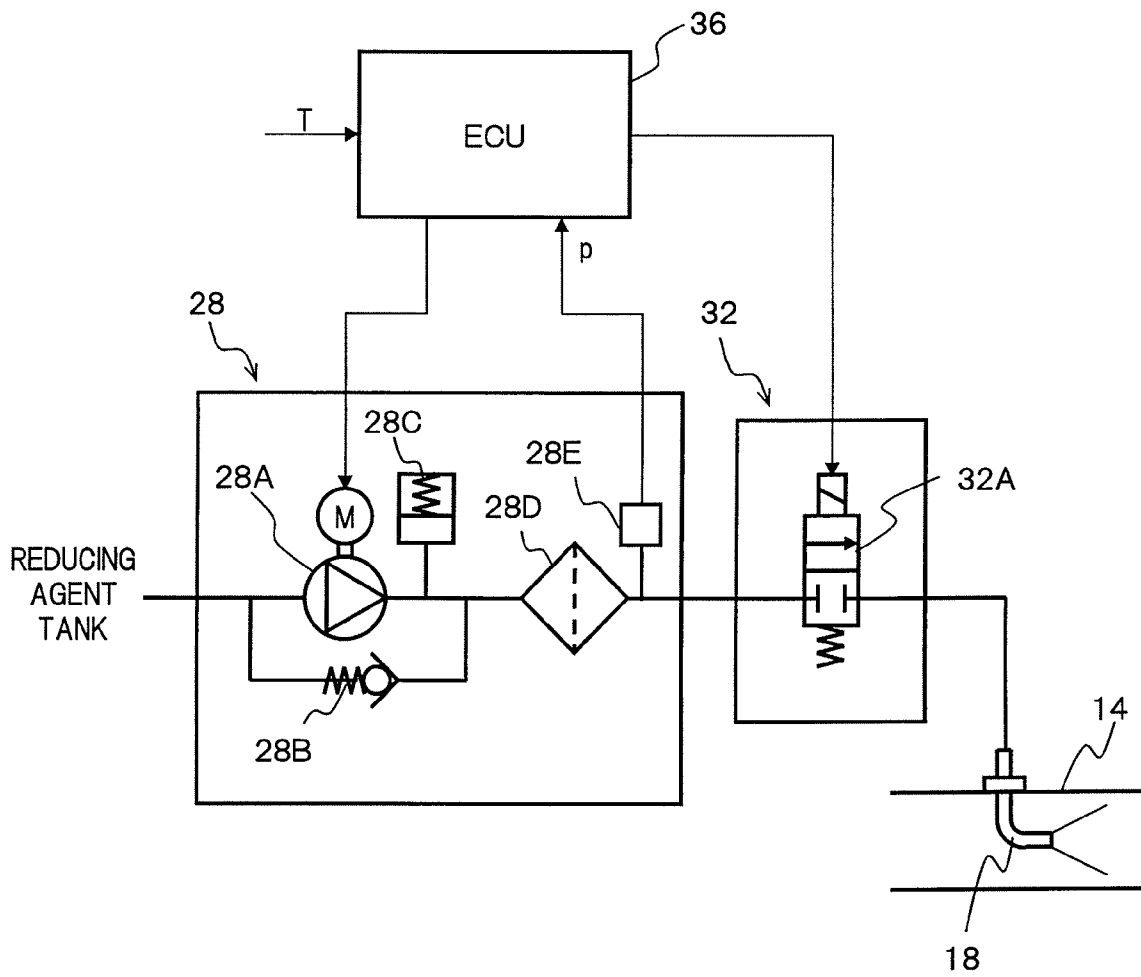 36
T
ECU
p
28
32
28C
28A
28E
32A
28D
M
REDUCING
AGENT
TANK
28B
14
18